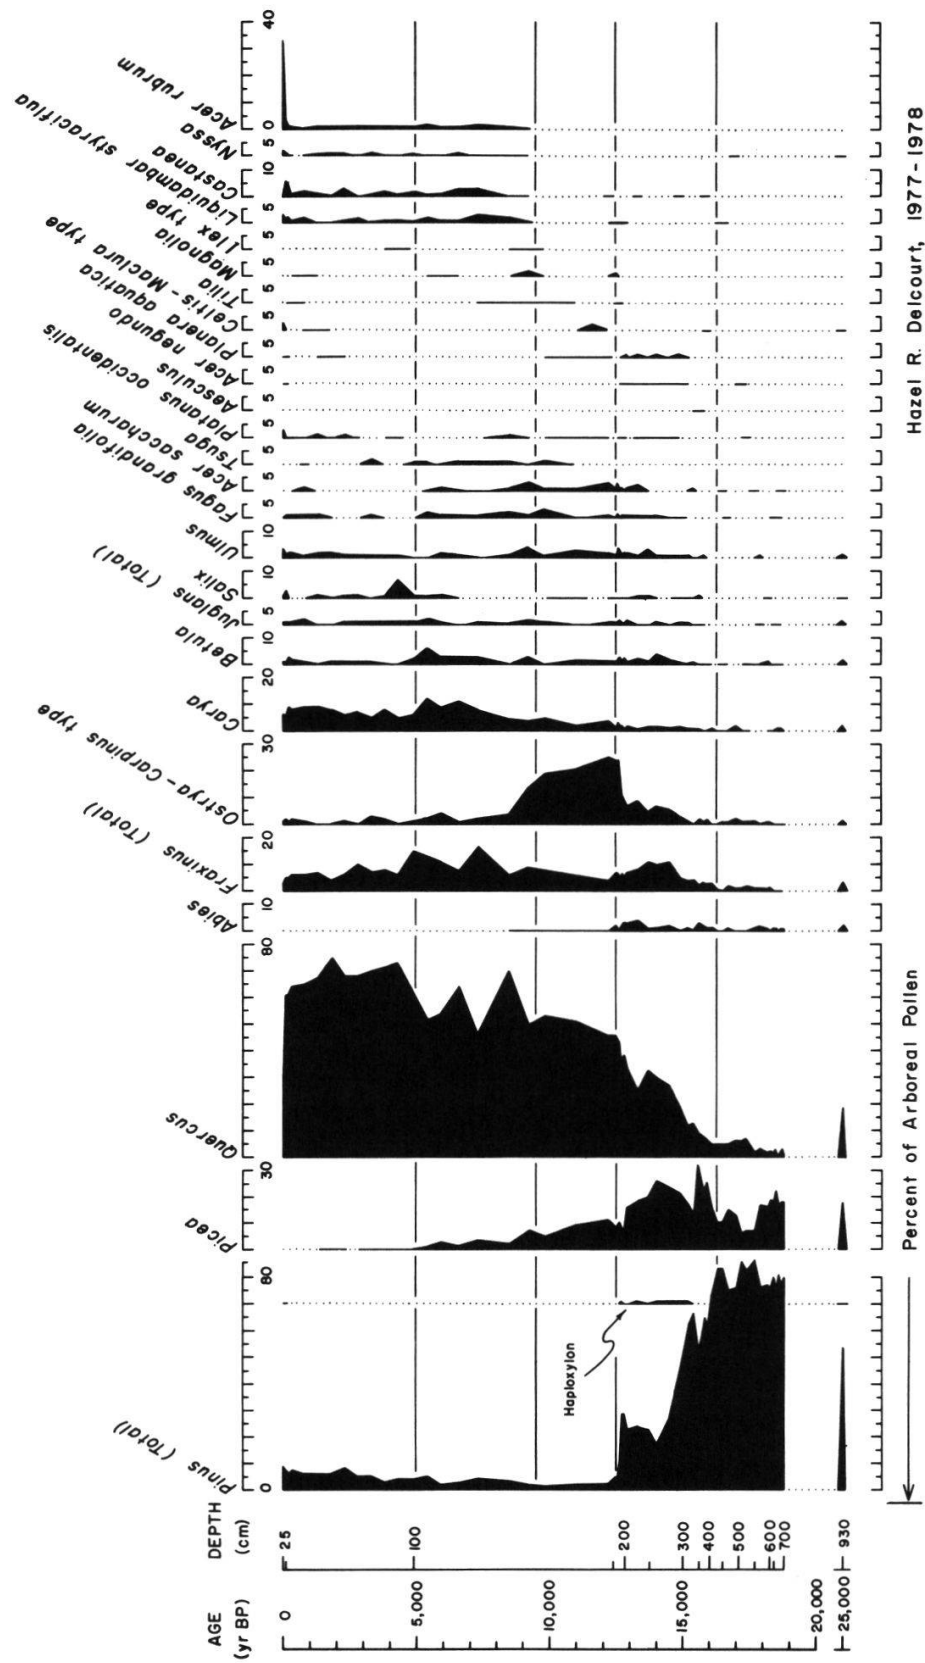 AGE
(yr BP)
0
5,000
10,000
15,000
20,000
25,000
DEPTH
(cm)
25
100
200
300
400
500
600
700
930
Pinus (Total)
0
80
Haploxylon
Picea
30
Quercus
80
Abies
10
Fraxinus (Total)
20
Ostrya-Carpinus type
30
Carya
20
Betula
10
Juglans (Total)
5
Salix
10
Ulmus
10
Fagus grandifolia
5
Acer saccharum
5
Tsuga
5
Platanus occidentalis
5
Aesculus
5
Acer negundo
5
Planera aquatica
5
Celtis-Maclura type
5
Tilia
5
Magnolia
5
Ilex type
5
Liquidambar styraciflua
5
Castanea
10
Nyssa
5
Acer rubrum
0
40
Percent of Arboreal Pollen
Hazel R. Delcourt, 1977-1978